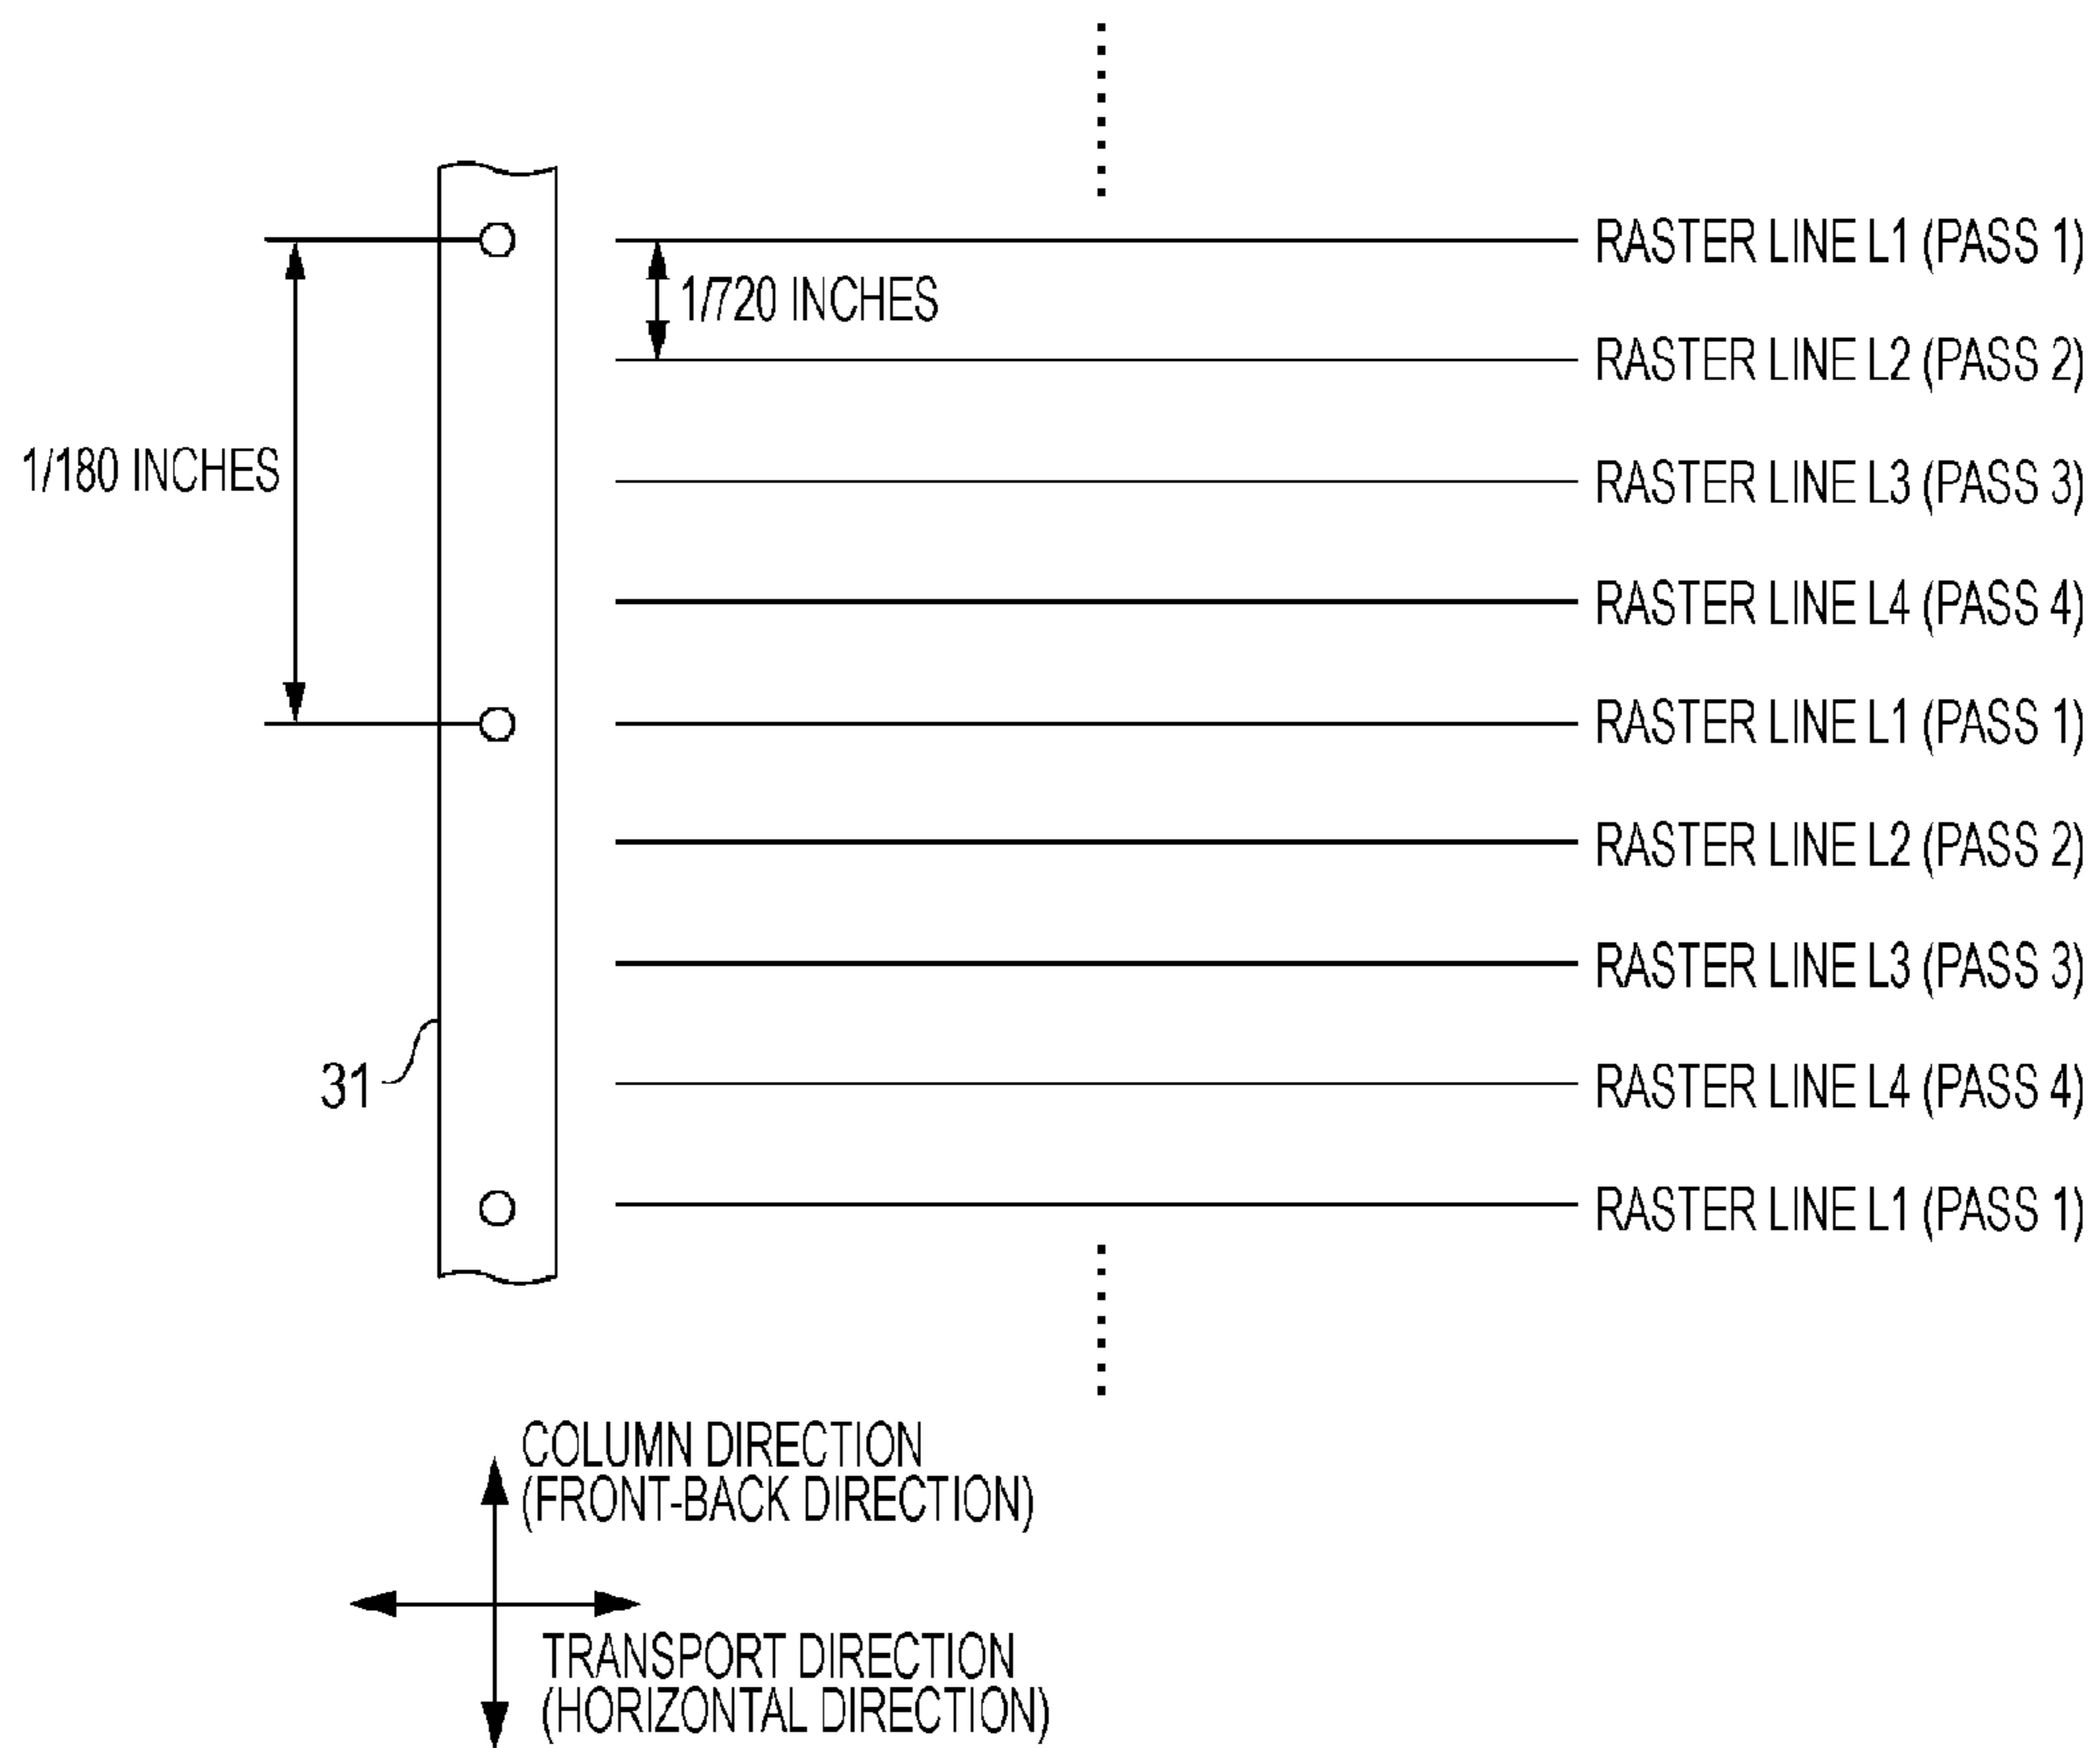 RASTER LINE L1 (PASS 1)
1/720 INCHES
RASTER LINE L2 (PASS 2)
1/180 INCHES
RASTER LINE L3 (PASS 3)
RASTER LINE L4 (PASS 4)
RASTER LINE L1 (PASS 1)
RASTER LINE L2 (PASS 2)
RASTER LINE L3 (PASS 3)
31
RASTER LINE L4 (PASS 4)
RASTER LINE L1 (PASS 1)
COLUMN DIRECTION
(FRONT-BACK DIRECTION)
TRANSPORT DIRECTION
(HORIZONTAL DIRECTION)